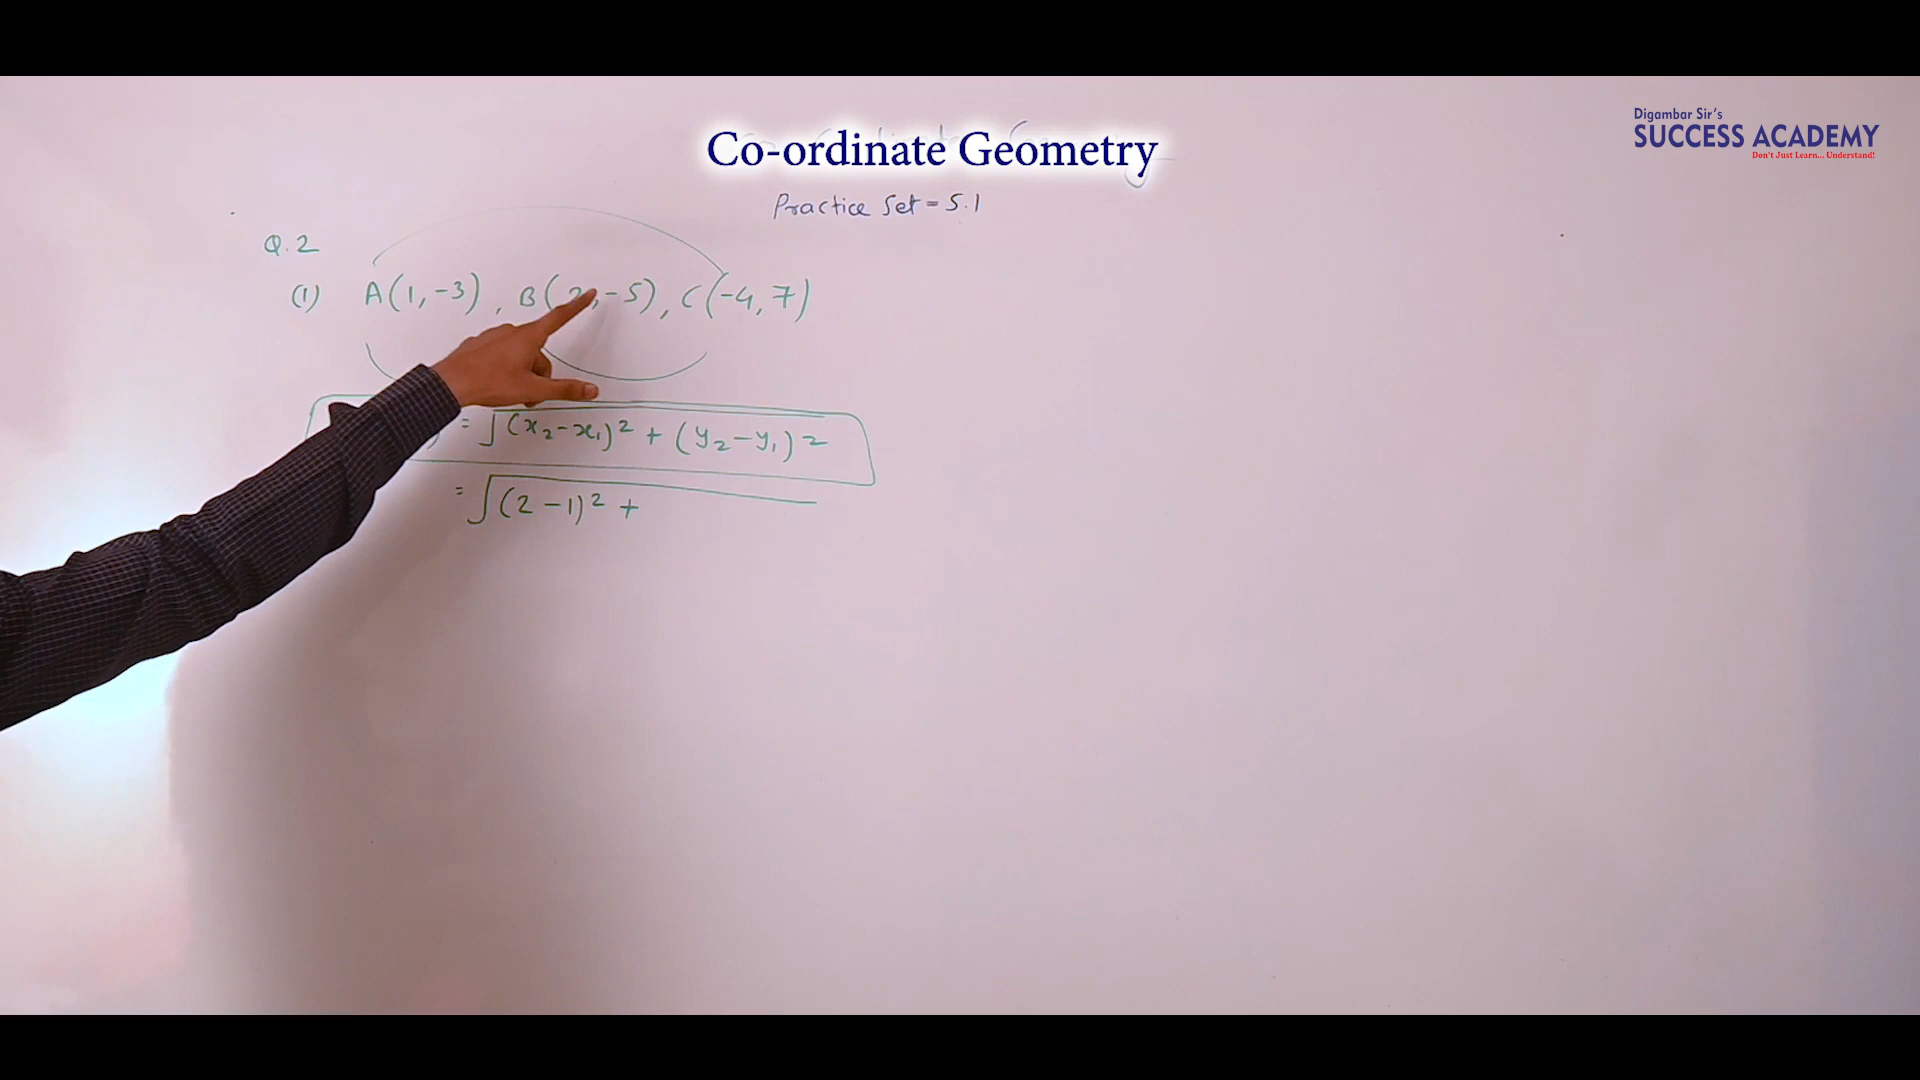 Digambar Sir's
SUCCESS ACADEMY
Don't Just Learn... Understand!
Co-ordinate Geometry
Practice Set = 5.1
Q.2
(1) A(1,-3), B(2,-5), C(-4,7)
= √(x₂-x₁)² + (y₂-y₁)²
= √(2-1)² +